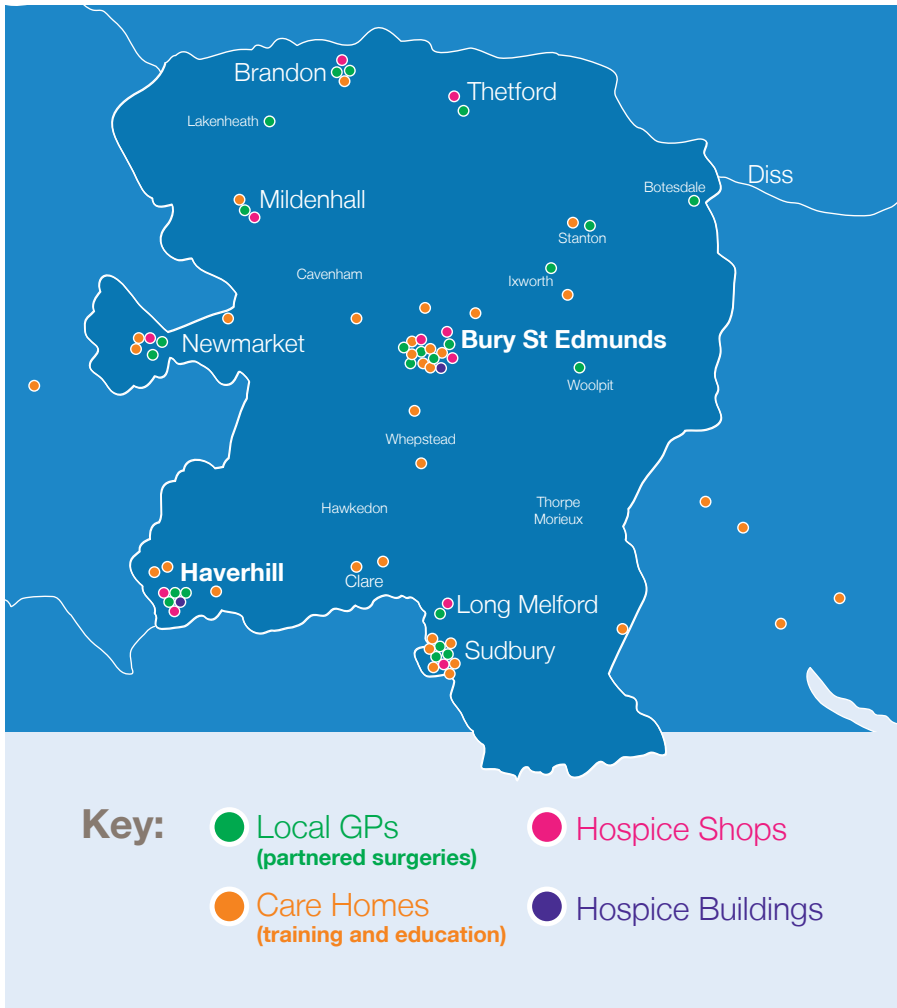 Brandon
Thetford
Lakenheath
Diss
Botesdale
Mildenhall
Stanton
Cavenham
Ixworth
Newmarket
Bury St Edmunds
Woolpit
Whepstead
Hawkedon
Thorpe
Morieux
Haverhill
Clare
Long Melford
Sudbury
Key:
Local GPs
(partnered surgeries)
Hospice Shops
Care Homes
(training and education)
Hospice Buildings